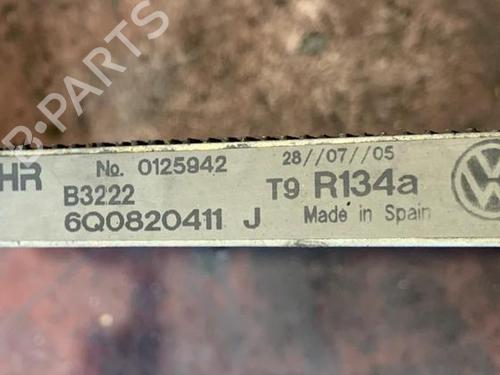 B-PARTS
HR No. 0125942 28//07//05
B3222 T9 R134a
6Q0820411 J Made in Spain